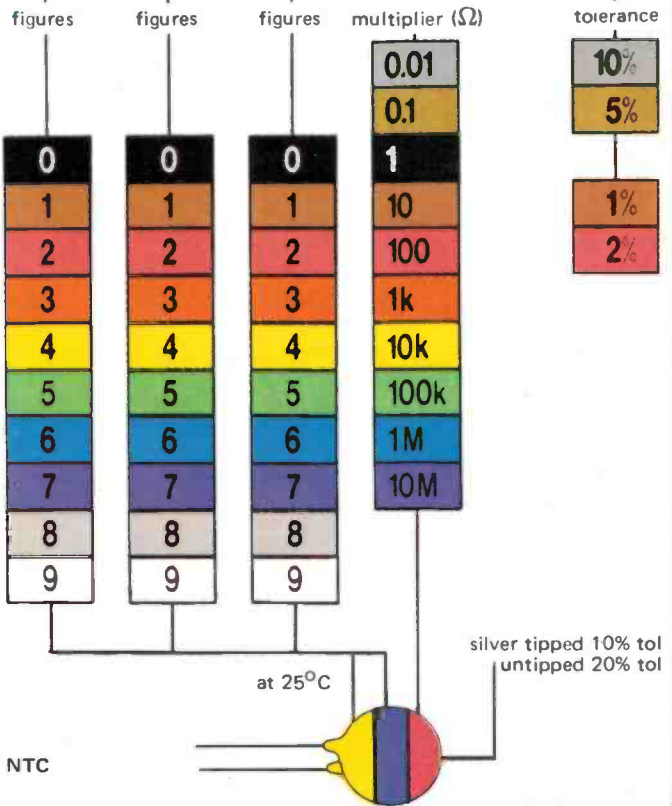 figures figures figures multiplier (Ω) tolerance
0.01 10%
0.1 5%
0 0 0 1
1 1 1 10 1%
2 2 2 100 2%
3 3 3 1k
4 4 4 10k
5 5 5 100k
6 6 6 1M
7 7 7 10M
8 8 8
9 9 9
silver tipped 10% tol
untipped 20% tol
at 25°C
NTC